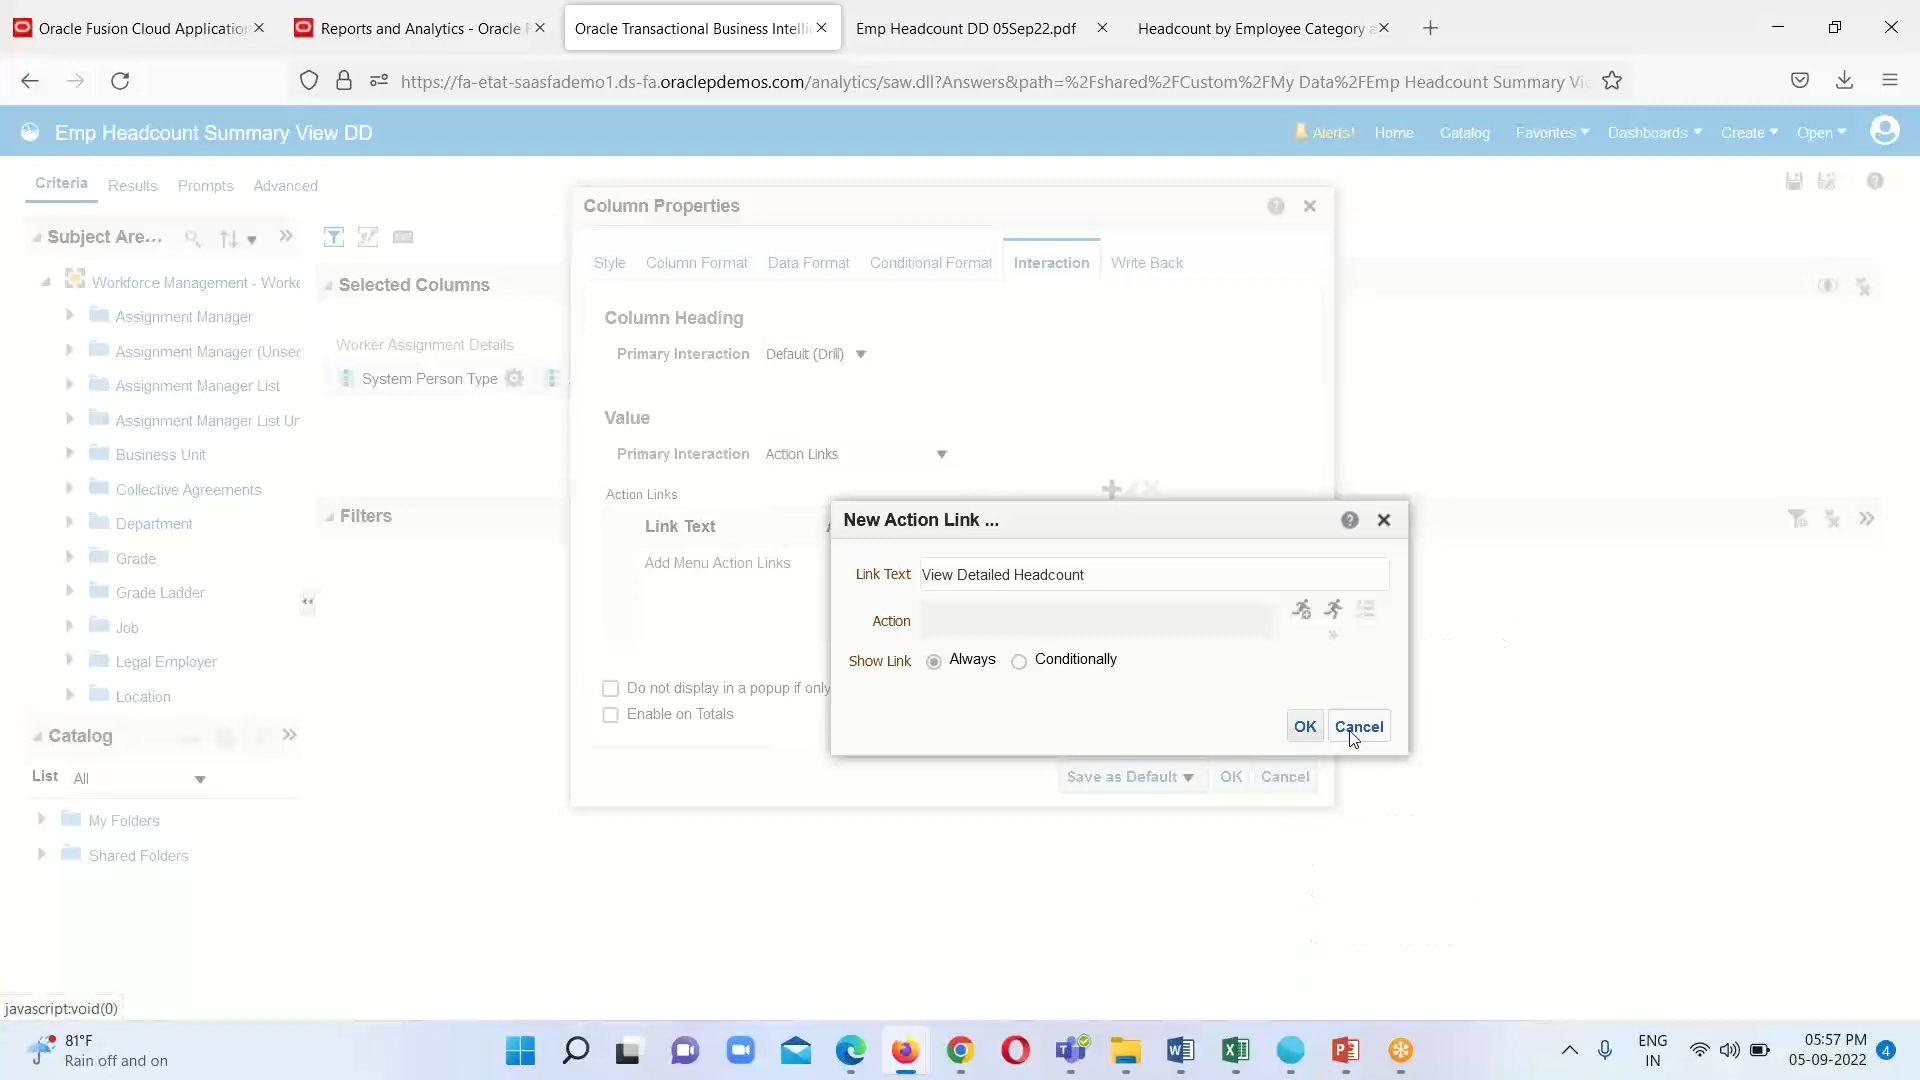 Oracle Fusion Cloud Application
Reports and Analytics - Oracle F
Oracle Transactional Business Intelli
Emp Headcount DD 05Sep22.pdf
Headcount by Employee Category a
https://fa-etat-saasfademo1.ds-fa.oraclepdemos.com/analytics/saw.dll?Answers&path=%2Fshared%2FCustom%2FMy Data%2FEmp Headcount Summary Vie
Emp Headcount Summary View DD
Alerts!
Home
Catalog
Favorites
Dashboards
Create
Open
Criteria
Results
Prompts
Advanced
Subject Are...
Workforce Management - Worke
Assignment Manager
Assignment Manager (Unsec
Assignment Manager List
Assignment Manager List Un
Business Unit
Collective Agreements
Department
Grade
Grade Ladder
Job
Legal Employer
Location
Catalog
List All
My Folders
Shared Folders
Selected Columns
Worker Assignment Details
System Person Type
Filters
Column Properties
Style
Column Format
Data Format
Conditional Format
Interaction
Write Back
Column Heading
Primary Interaction Default (Drill)
Value
Primary Interaction Action Links
Action Links
Link Text
Add Menu Action Links
Do not display in a popup if only
Enable on Totals
Save as Default
OK
Cancel
New Action Link ...
Link Text View Detailed Headcount
Action
Show Link Always Conditionally
OK
Cancel
javascript:void(0)
81°F
Rain off and on
ENG
IN
05:57 PM
05-09-2022
4